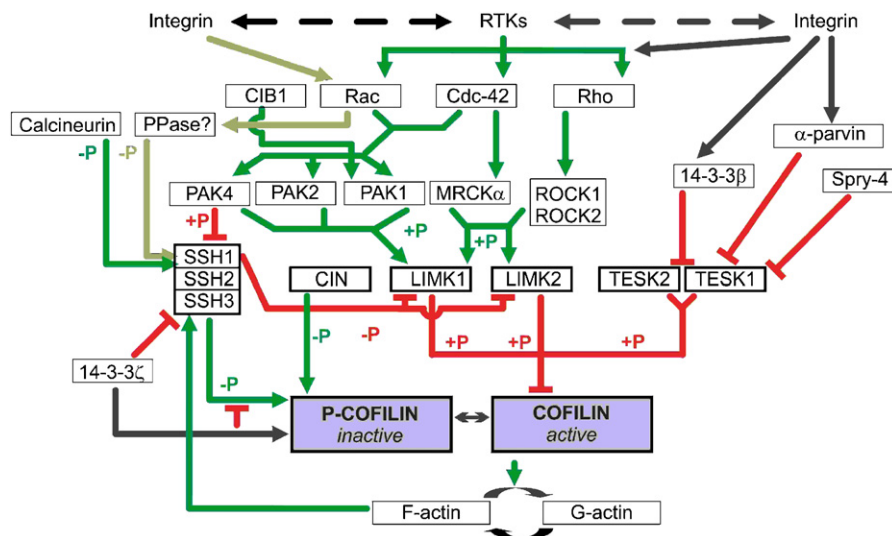 Integrin
RTKs
Integrin
CIB1
Rac
Cdc-42
Rho
Calcineurin
PPase?
α-parvin
-P
-P
14-3-3β
Spry-4
PAK4
PAK2
PAK1
MRCKα
ROCK1
ROCK2
+P
+P
+P
SSH1
SSH2
SSH3
CIN
LIMK1
LIMK2
TESK2
TESK1
-P
-P
+P
+P
+P
14-3-3ζ
-P
P-COFILIN
inactive
COFILIN
active
F-actin
G-actin